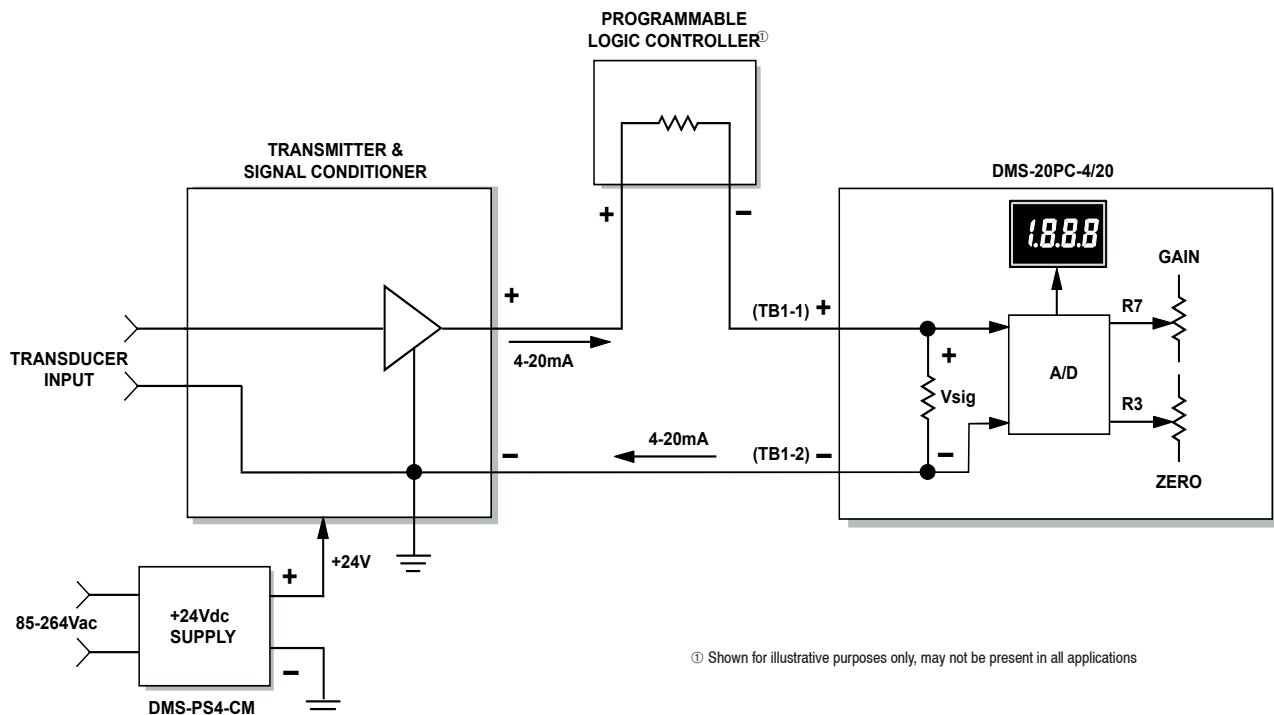 PROGRAMMABLE
LOGIC CONTROLLER①
TRANSMITTER &
SIGNAL CONDITIONER
DMS-20PC-4/20
+
−
1.8.8.8
GAIN
+
(TB1-1) +
R7
4-20mA
TRANSDUCER
INPUT
+
Vsig
A/D
R3
4-20mA
−
(TB1-2) −
−
ZERO
+24V
+
85-264Vac
+24Vdc
SUPPLY
−
DMS-PS4-CM
① Shown for illustrative purposes only, may not be present in all applications